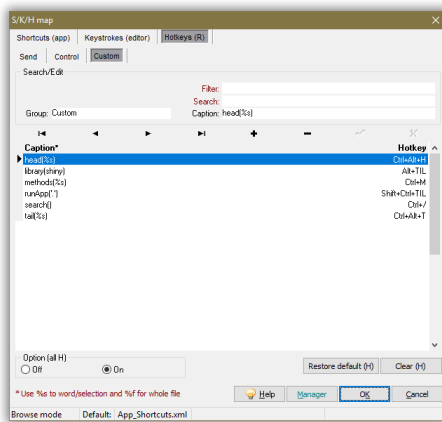 S/K/H map
Shortcuts (app) Keystrokes (editor) Hotkeys (R)
Send Control Custom
Search/Edit
Filter:
Search:
Group: Custom Caption: head(%s)
Caption* Hotkey
head(%s) Ctrl+Alt+H
library(shiny) Alt+TIL
methods(%s) Ctrl+M
runApp('.') Shift+Ctrl+TIL
search() Ctrl+/
tail(%s) Ctrl+Alt+T
Option (all H)
Off On Restore default (H) Clear (H)
* Use %s to word/selection and %f for whole file Help Manager OK Cancel
Browse mode Default: App_Shortcuts.xml